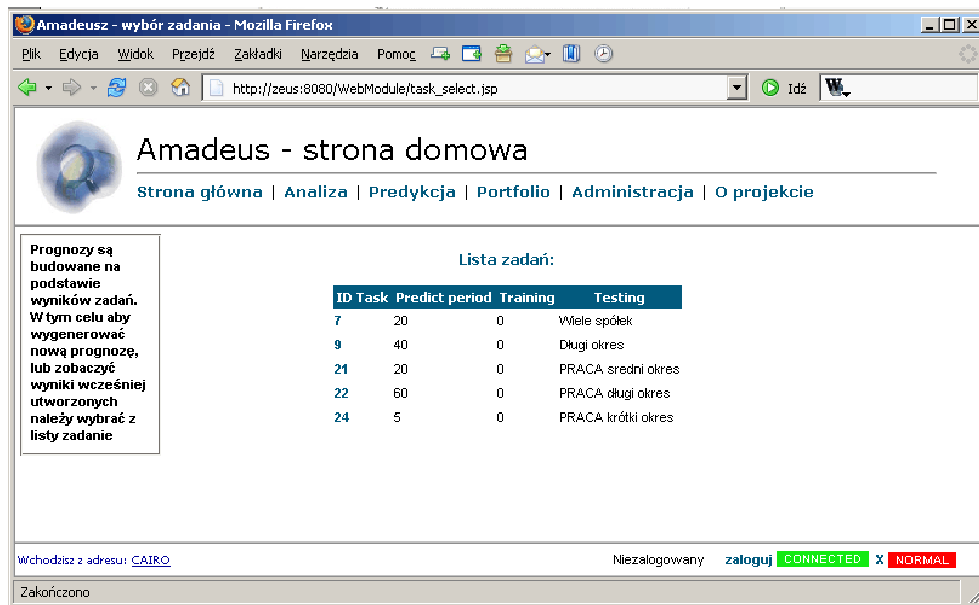 Amadeusz - wybór zadania - Mozilla Firefox
Plik Edycja Widok Przejdź Zakładki Narzędzia Pomoc
http://zeus:8080/WebModule/task_select.jsp Idź W
Amadeus - strona domowa
Strona główna | Analiza | Predykcja | Portfolio | Administracja | O projekcie
Prognozy są
budowane na
podstawie
wyników zadań.
W tym celu aby
wygenerować
nową prognozę,
lub zobaczyć
wyniki wcześniej
utworzonych
należy wybrać z
listy zadanie
Lista zadań:
ID Task Predict period Training Testing
7 20 0 Wiele spółek
9 40 0 Długi okres
21 20 0 PRACA sredni okres
22 60 0 PRACA długi okres
24 5 0 PRACA krótki okres
Wchodzisz z adresu: CAIRO
Niezalogowany zaloguj CONNECTED X NORMAL
Zakończono